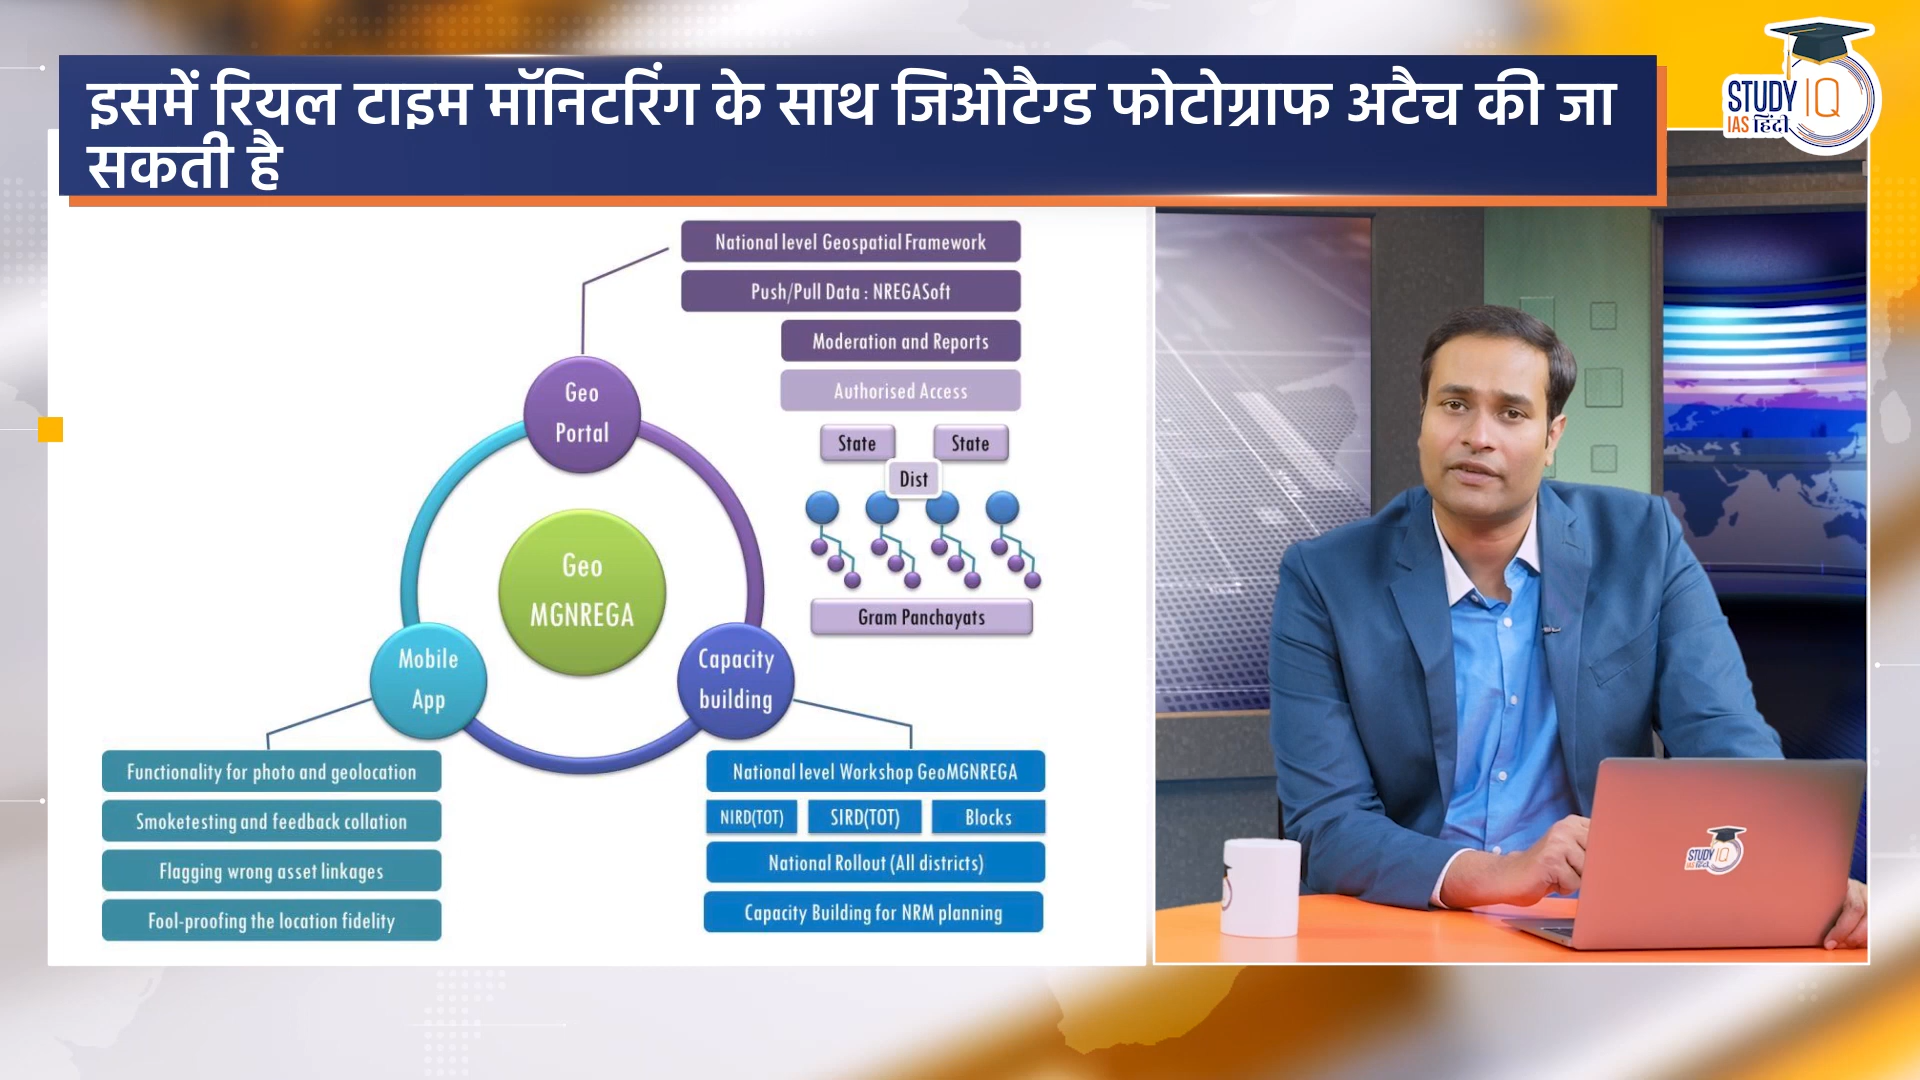 इसमें रियल टाइम मॉनिटरिंग के साथ जिओटैग्ड फोटोग्राफ अटैच की जा
सकती है
STUDY IQ
IAS हिंदी
National level Geospatial Framework
Push/Pull Data : NREGASoft
Moderation and Reports
Authorised Access
State
State
Dist
Gram Panchayats
Geo
Portal
Geo
MGNREGA
Mobile
App
Capacity
building
Functionality for photo and geolocation
Smoketesting and feedback collation
Flagging wrong asset linkages
Fool-proofing the location fidelity
National level Workshop GeoMGNREGA
NIRD(TOT)
SIRD(TOT)
Blocks
National Rollout (All districts)
Capacity Building for NRM planning
STUDY IQ
IAS हिंदी